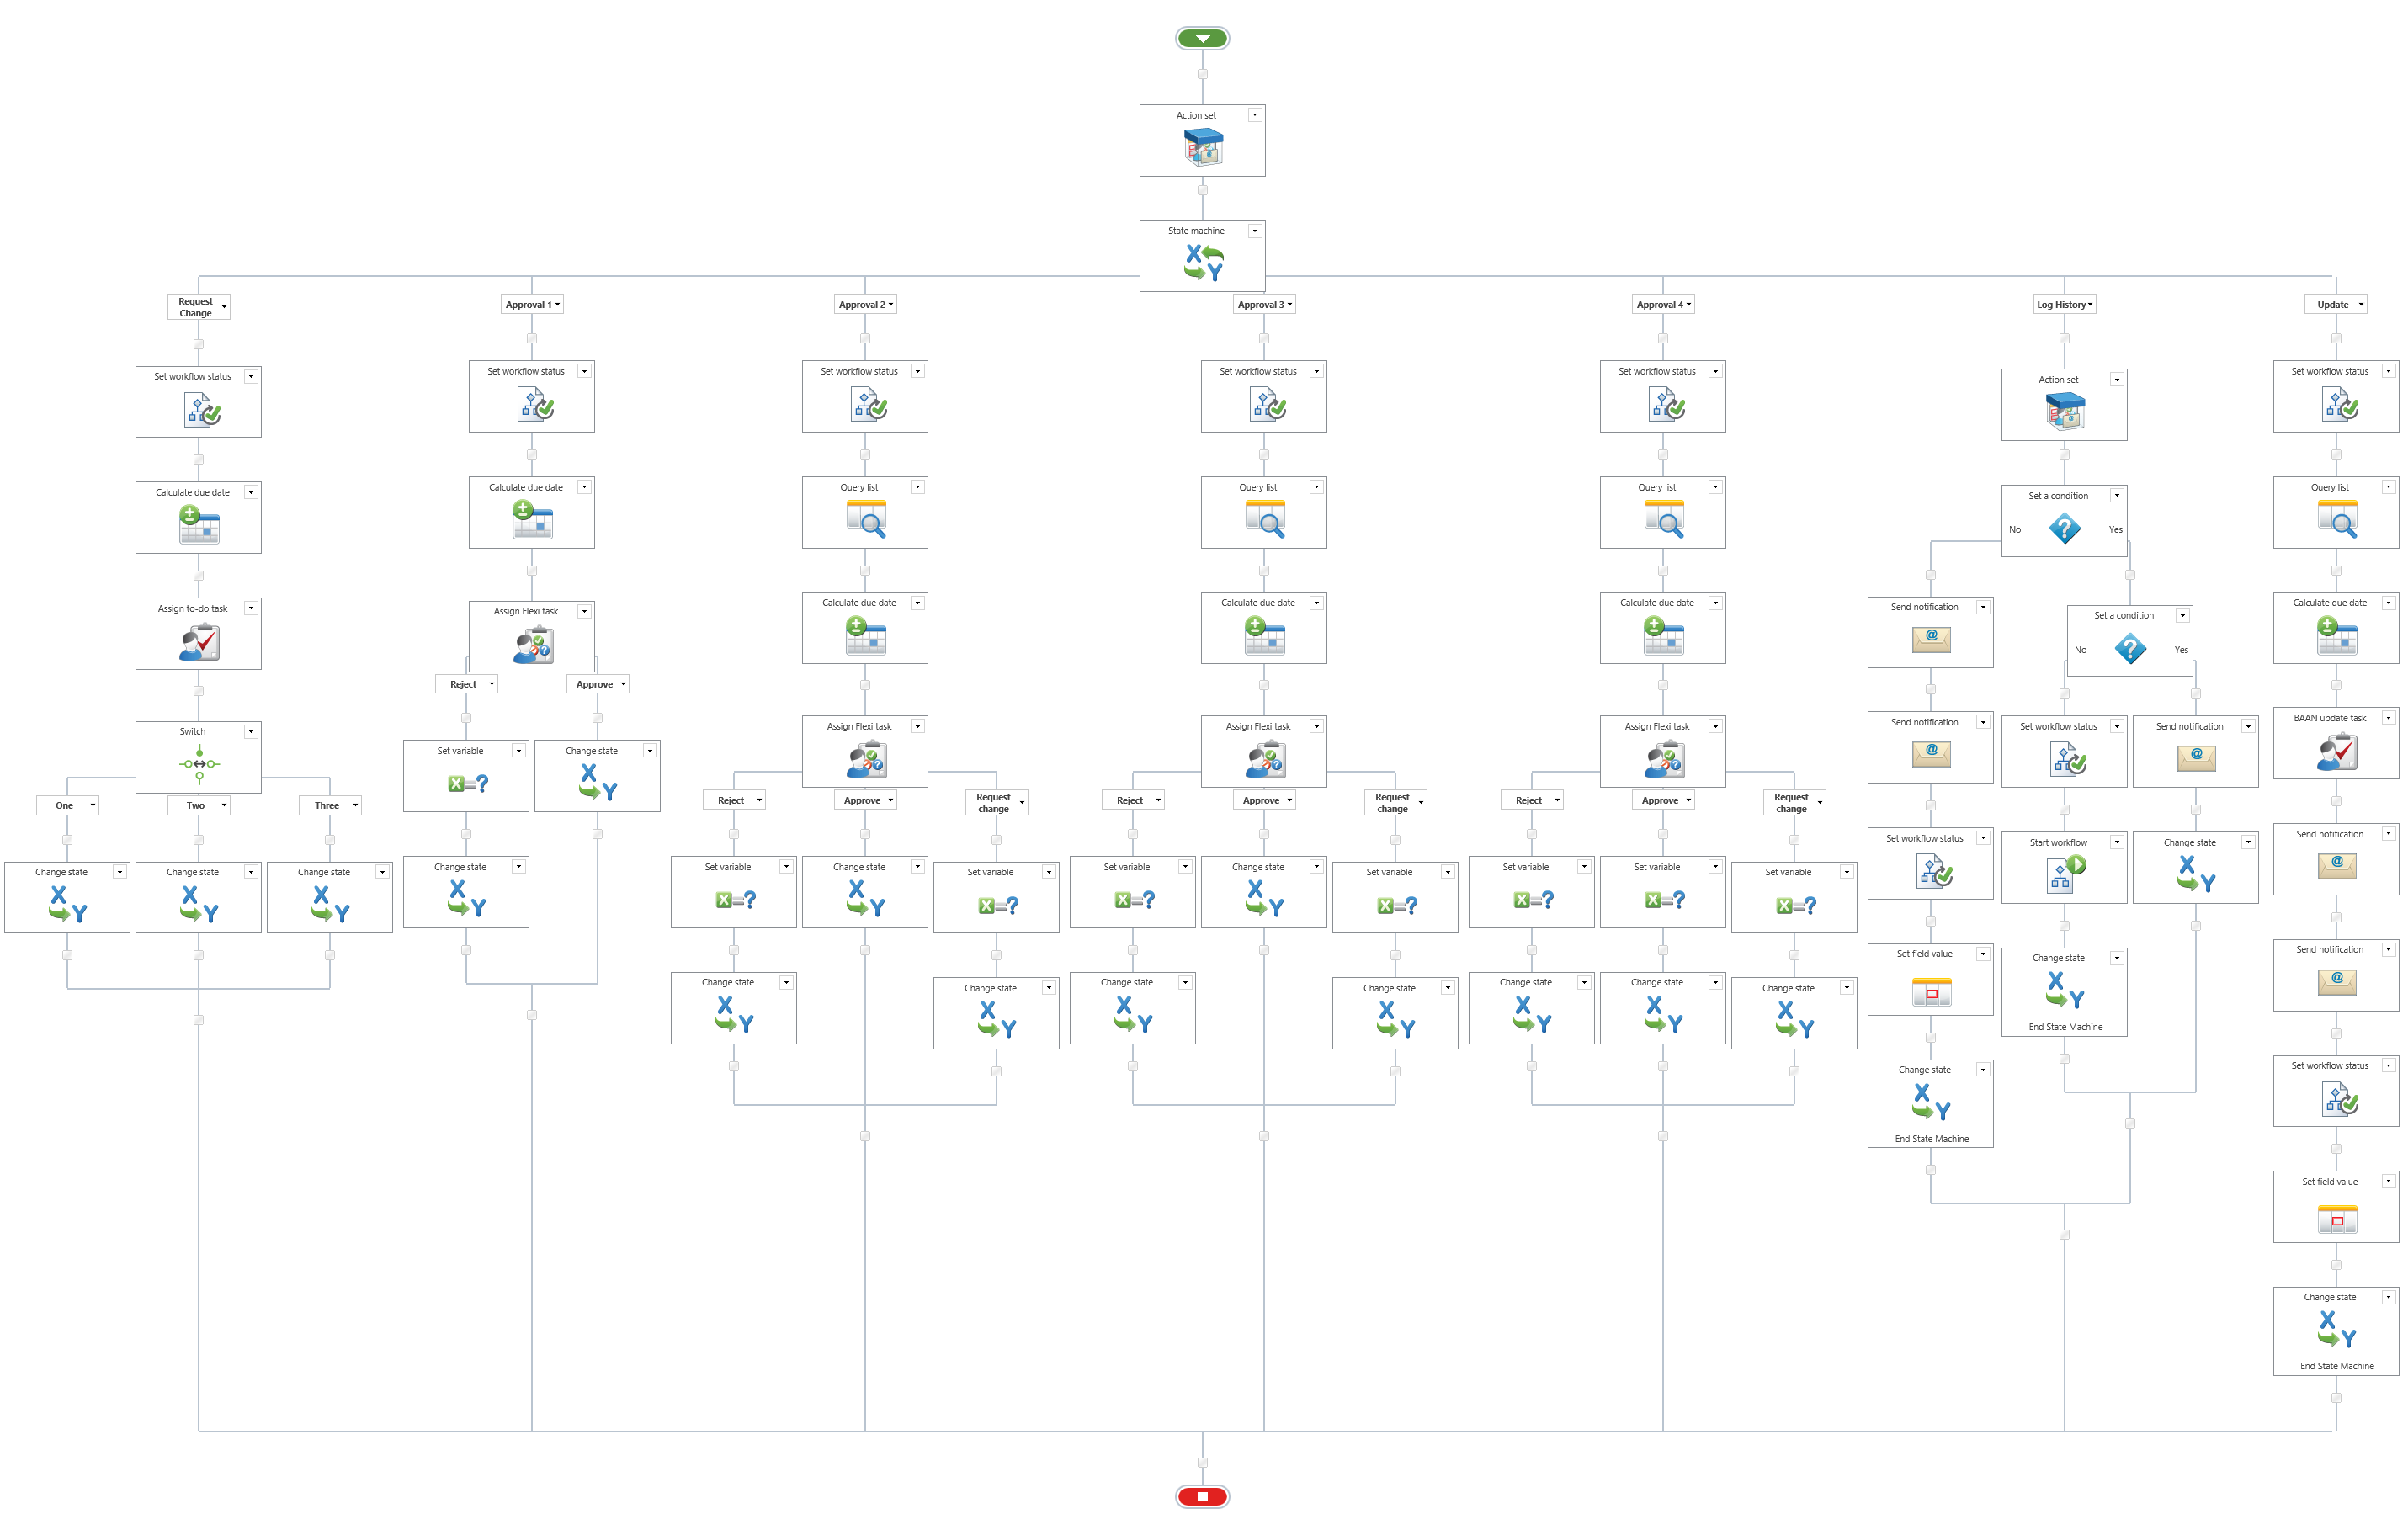 Action set
State machine
Request
Change
Set workflow status
Calculate due date
Assign to-do task
Switch
One
Two
Three
Change state
Change state
Change state
Approval 1
Set workflow status
Calculate due date
Assign Flexi task
Reject
Approve
Set variable
Change state
Change state
Approval 2
Set workflow status
Query list
Calculate due date
Assign Flexi task
Reject
Approve
Request
change
Set variable
Change state
Set variable
Change state
Change state
Approval 3
Set workflow status
Query list
Calculate due date
Assign Flexi task
Reject
Approve
Request
change
Set variable
Change state
Set variable
Change state
Change state
Approval 4
Set workflow status
Query list
Calculate due date
Assign Flexi task
Reject
Approve
Request
change
Set variable
Set variable
Set variable
Change state
Change state
Change state
Log History
Action set
Set a condition
No
Yes
Send notification
Send notification
Set workflow status
Set field value
Change state
End State Machine
Set a condition
No
Yes
Set workflow status
Start workflow
Change state
End State Machine
Send notification
Change state
Update
Set workflow status
Query list
Calculate due date
BAAN update task
Send notification
Send notification
Set workflow status
Set field value
Change state
End State Machine